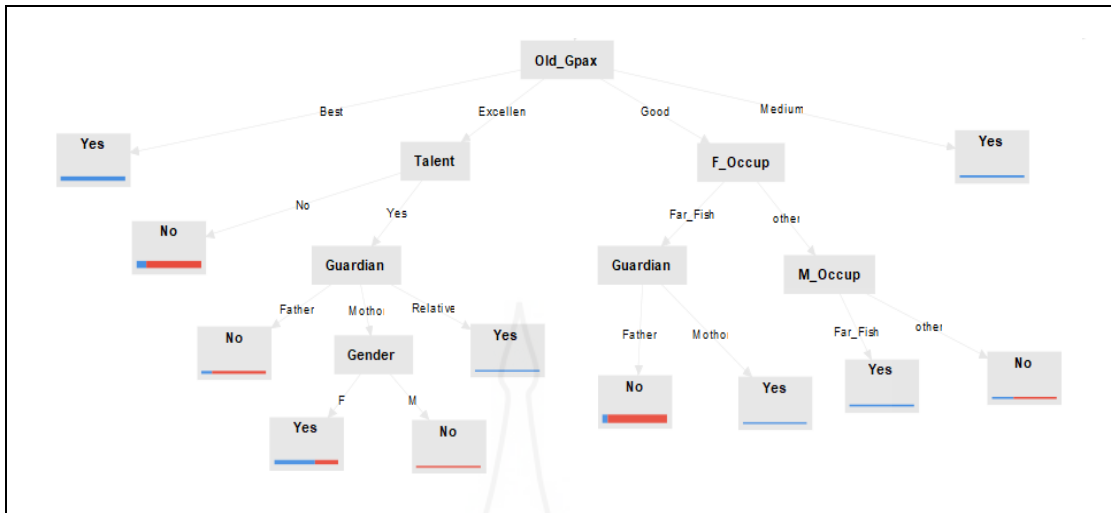 Old_Gpax
Best
Excellen
Good
Medium
Yes
Talent
F_Occup
Yes
No
Yes
Far_Fish
other
No
Guardian
Guardian
M_Occup
Father
Mothor
Relative
Father
Mothor
Far_Fish
other
No
Gender
Yes
No
Yes
Yes
No
F
M
Yes
No